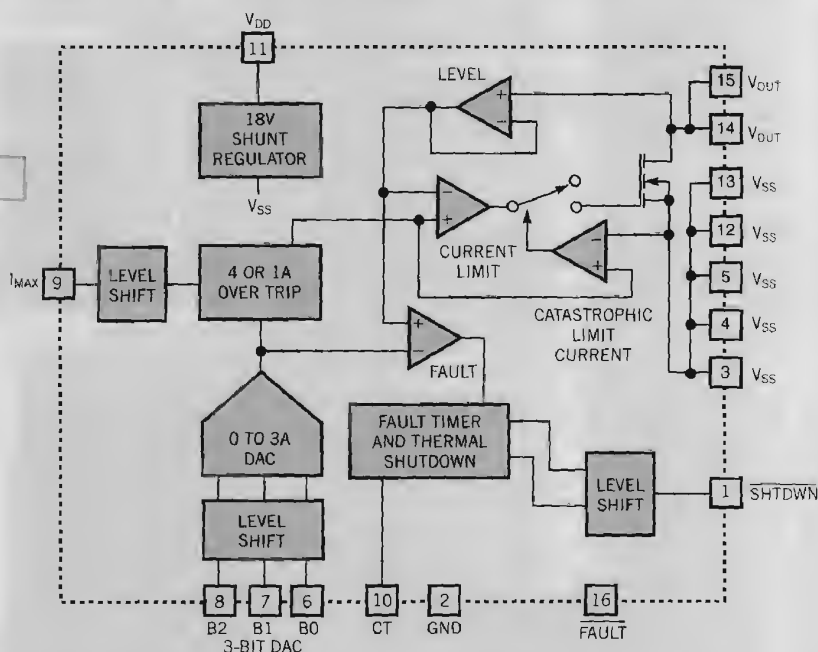 VDD
11
LEVEL
+
−
15
VOUT
18V
SHUNT
REGULATOR
14
VOUT
VSS
13
VSS
−
+
−
+
12
VSS
IMAX
9
LEVEL
SHIFT
4 OR 1A
OVER TRIP
CURRENT
LIMIT
5
VSS
CATASTROPHIC
LIMIT
CURRENT
4
VSS
+
−
FAULT
3
VSS
0 TO 3A
DAC
FAULT TIMER
AND THERMAL
SHUTDOWN
LEVEL
SHIFT
1
SHTDWN
LEVEL
SHIFT
8
7
6
10
2
16
B2
B1
B0
CT
GND
FAULT
3-BIT DAC